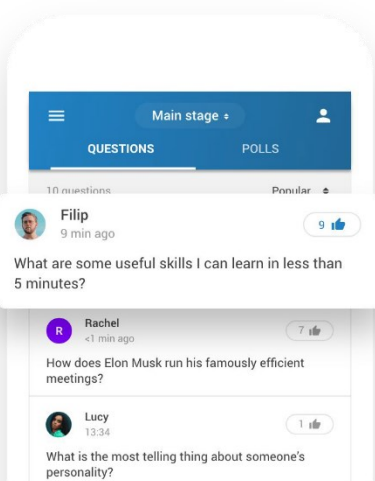 Main stage
QUESTIONS POLLS
10 questions Popular
Filip
9 min ago
9
What are some useful skills I can learn in less than
5 minutes?
R
Rachel
<1 min ago
7
How does Elon Musk run his famously efficient
meetings?
Lucy
13:34
1
What is the most telling thing about someone's
personality?